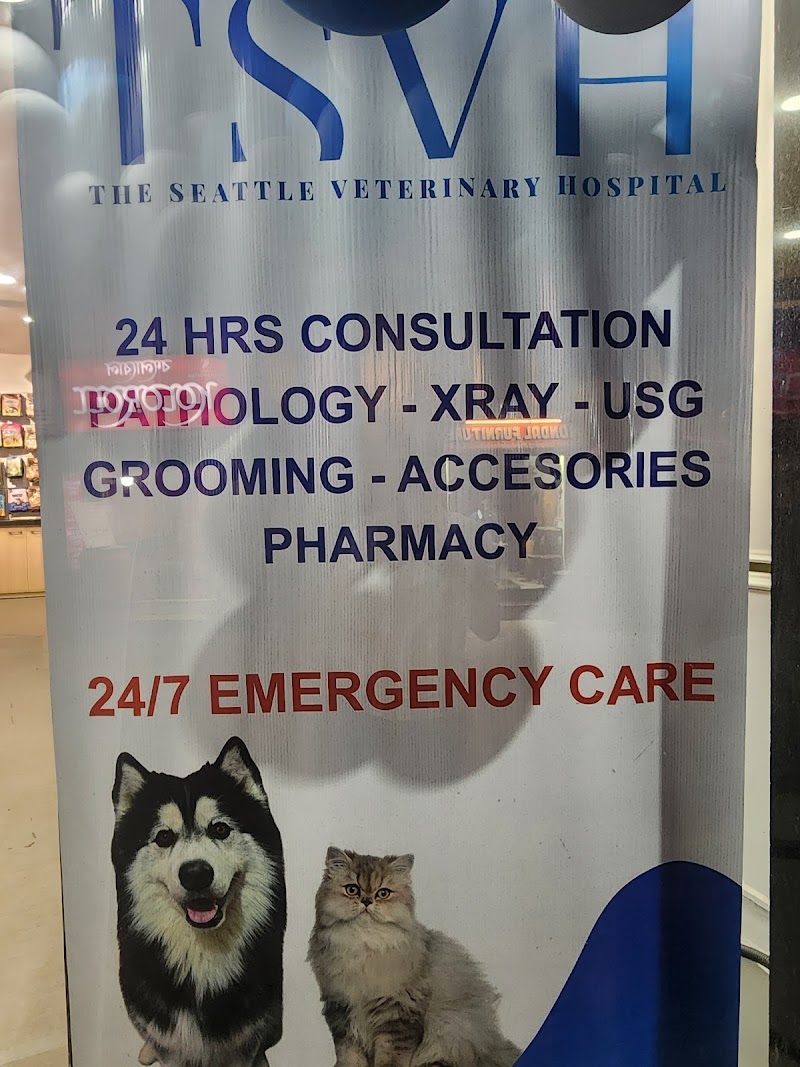 TSVH
THE SEATTLE VETERINARY HOSPITAL
24 HRS CONSULTATION
PATHOLOGY - XRAY - USG
GROOMING - ACCESORIES
PHARMACY
24/7 EMERGENCY CARE